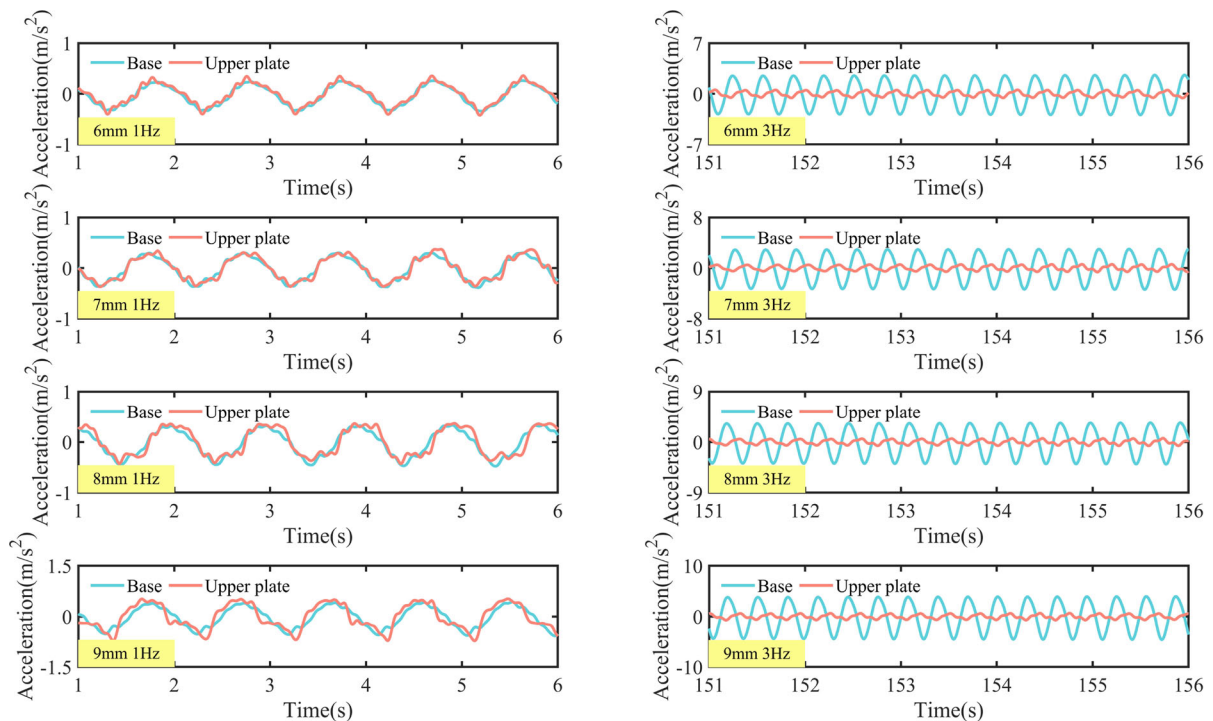 Acceleration(m/s²)
1
Base Upper plate
0
6mm 1Hz
-1
1 2 3 4 5 6
Time(s)
Acceleration(m/s²)
7
Base Upper plate
0
6mm 3Hz
-7
151 152 153 154 155 156
Time(s)
Acceleration(m/s²)
1
Base Upper plate
0
7mm 1Hz
-1
1 2 3 4 5 6
Time(s)
Acceleration(m/s²)
8
Base Upper plate
0
7mm 3Hz
-8
151 152 153 154 155 156
Time(s)
Acceleration(m/s²)
1
Base Upper plate
0
8mm 1Hz
-1
1 2 3 4 5 6
Time(s)
Acceleration(m/s²)
9
Base Upper plate
0
8mm 3Hz
-9
151 152 153 154 155 156
Time(s)
Acceleration(m/s²)
1.5
Base Upper plate
0
9mm 1Hz
-1.5
1 2 3 4 5 6
Time(s)
Acceleration(m/s²)
10
Base Upper plate
0
9mm 3Hz
-10
151 152 153 154 155 156
Time(s)